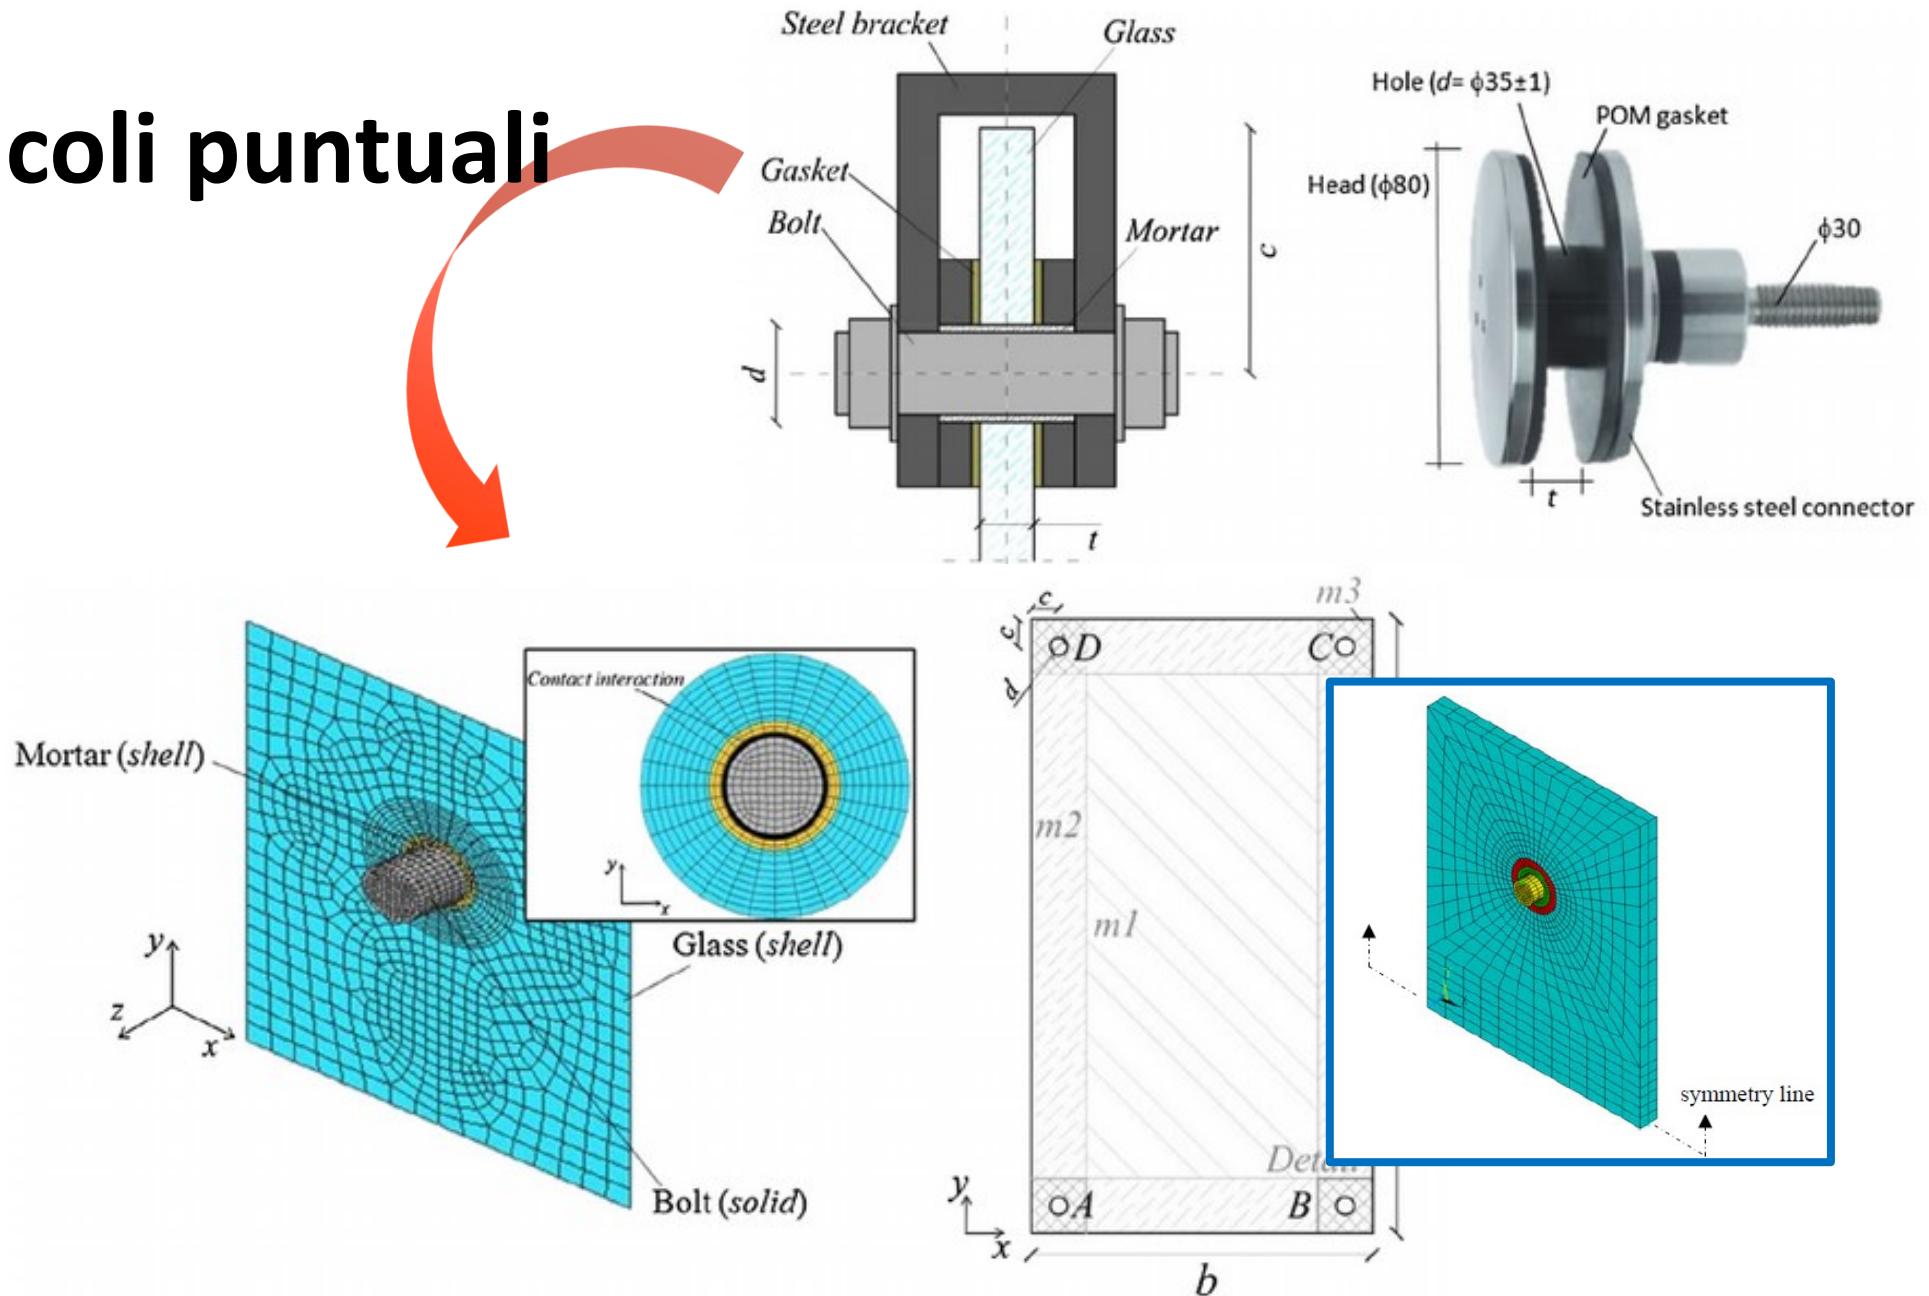 coli puntuali
Steel bracket
Glass
Gasket
Bolt
Mortar
c
d
t
Hole (d= ϕ35±1)
POM gasket
Head (ϕ80)
ϕ30
t
Stainless steel connector
Mortar (shell)
Contact interaction
y
x
Glass (shell)
y
z
x
Bolt (solid)
c
c
d
m3
D
C
m2
m1
Detail
A
B
y
x
b
symmetry line